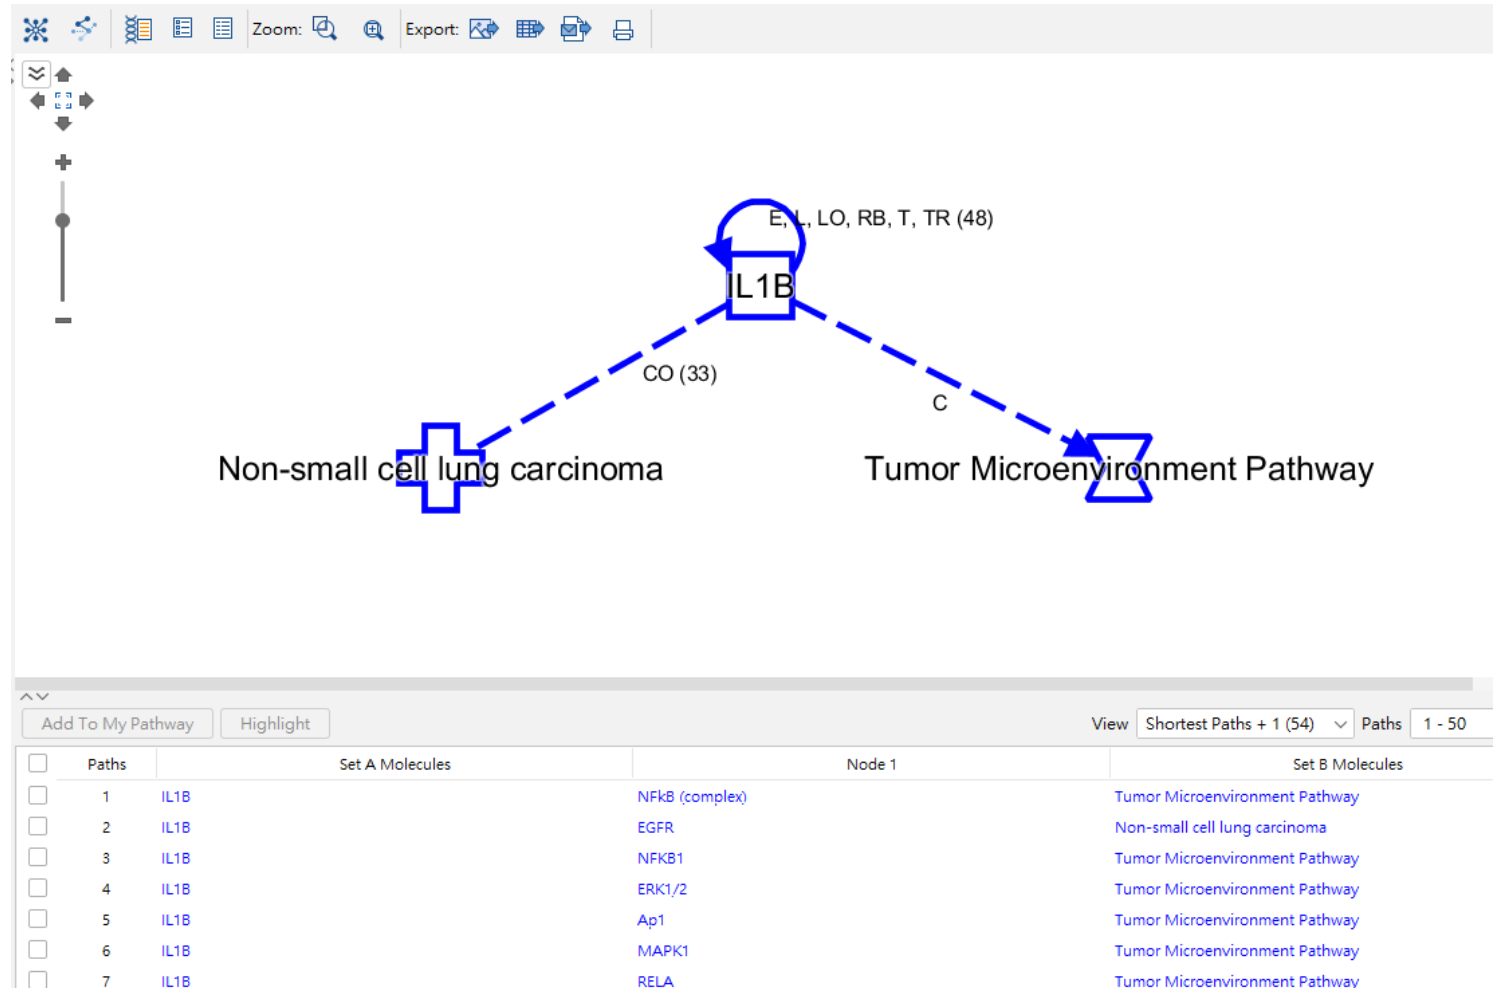 Zoom: Export:
E, L, LO, RB, T, TR (48)
IL1B
CO (33)
C
Non-small cell lung carcinoma
Tumor Microenvironment Pathway
Add To My Pathway Highlight View Shortest Paths + 1 (54) Paths 1 - 50
Paths Set A Molecules Node 1 Set B Molecules
1 IL1B NFkB (complex) Tumor Microenvironment Pathway
2 IL1B EGFR Non-small cell lung carcinoma
3 IL1B NFKB1 Tumor Microenvironment Pathway
4 IL1B ERK1/2 Tumor Microenvironment Pathway
5 IL1B Ap1 Tumor Microenvironment Pathway
6 IL1B MAPK1 Tumor Microenvironment Pathway
7 IL1B RELA Tumor Microenvironment Pathway